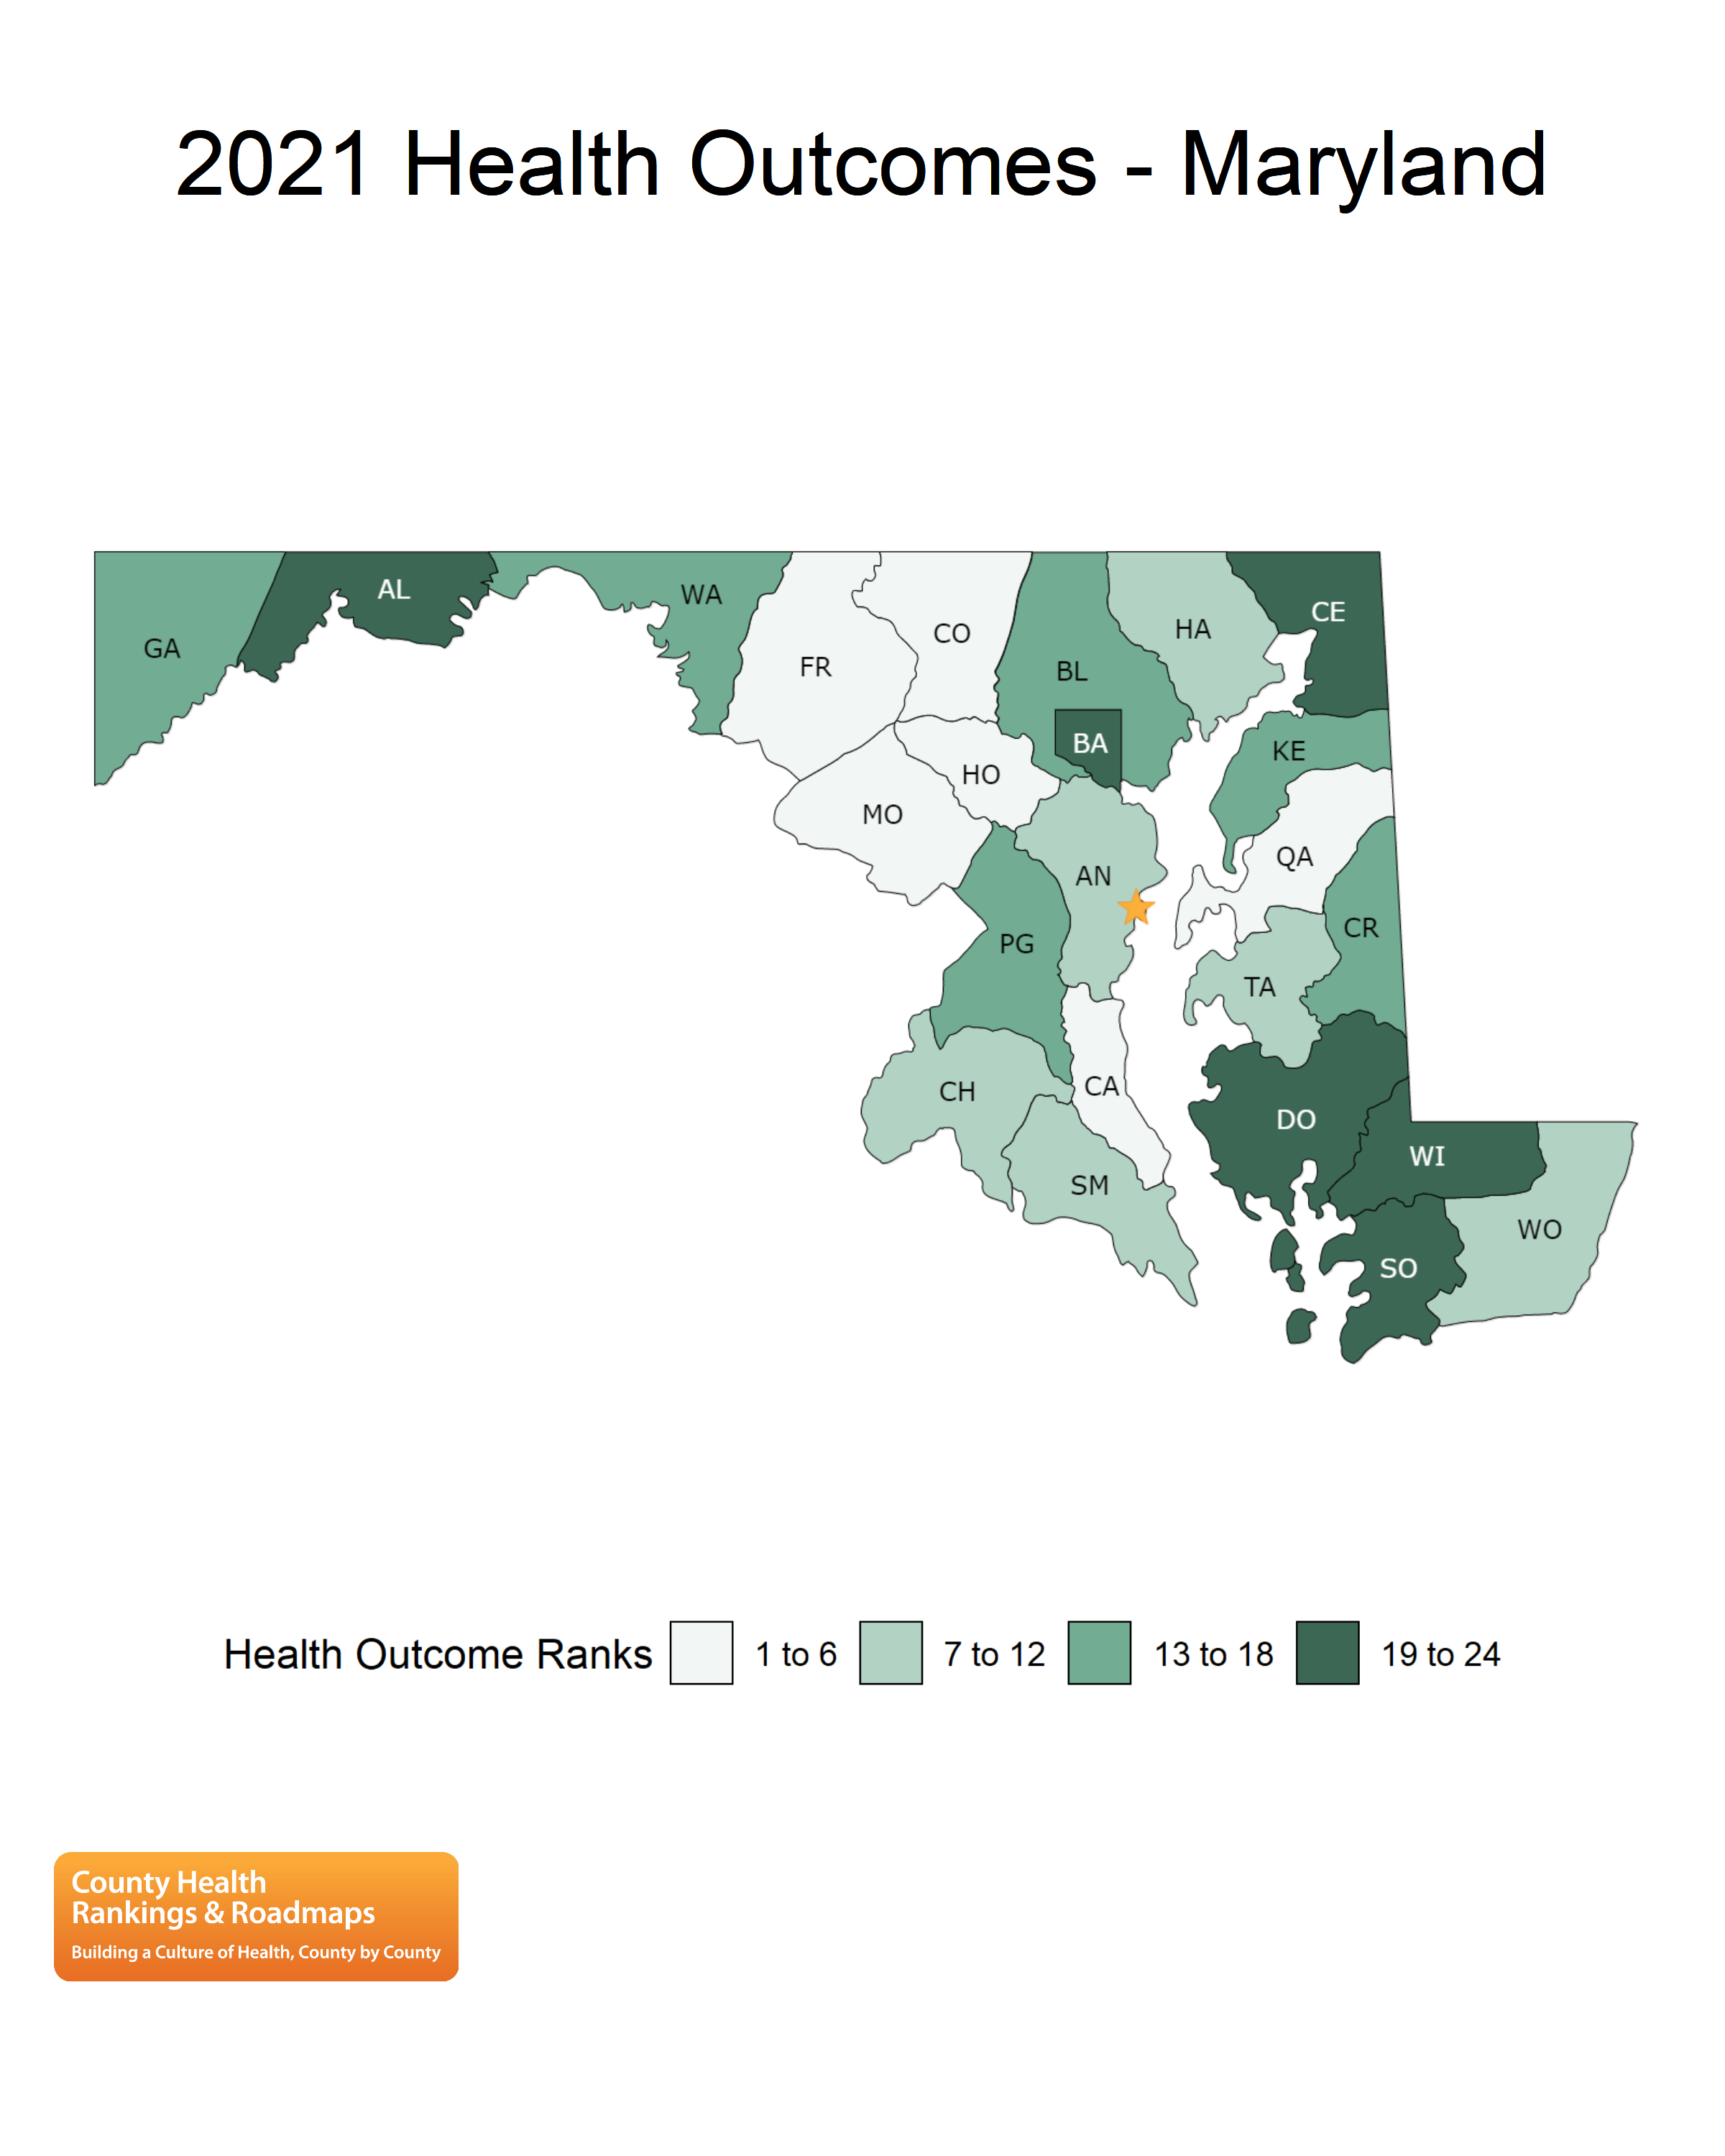 2021 Health Outcomes - Maryland
GA
AL
WA
FR
CO
BL
HA
CE
BA
KE
HO
MO
QA
AN
CR
PG
TA
CH
CA
DO
WI
SM
WO
SO
Health Outcome Ranks 1 to 6 7 to 12 13 to 18 19 to 24
County Health
Rankings & Roadmaps
Building a Culture of Health, County by County